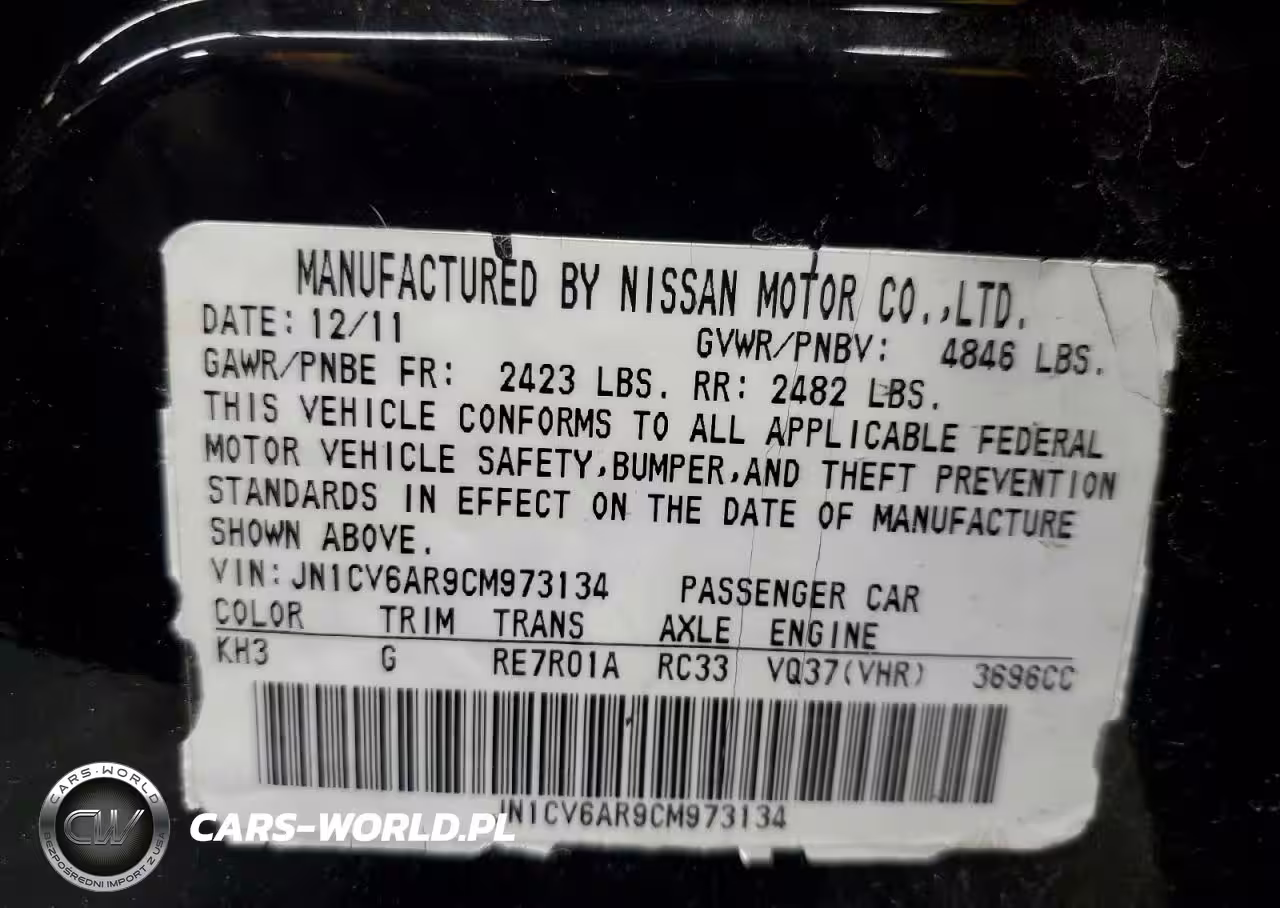 MANUFACTURED BY NISSAN MOTOR CO.,LTD.
DATE: 12/11 GVWR/PNBV: 4846 LBS.
GAWR/PNBE FR: 2423 LBS. RR: 2482 LBS.
THIS VEHICLE CONFORMS TO ALL APPLICABLE FEDERAL
MOTOR VEHICLE SAFETY,BUMPER,AND THEFT PREVENTION
STANDARDS IN EFFECT ON THE DATE OF MANUFACTURE
SHOWN ABOVE.
VIN: JN1CV6AR9CM973134 PASSENGER CAR
COLOR TRIM TRANS AXLE ENGINE
KH3 G RE7R01A RC33 VQ37(VHR) 3696CC
JN1CV6AR9CM973134
CARS-WORLD
CW
BEZPOŚREDNI IMPORT Z USA
CARS-WORLD.PL